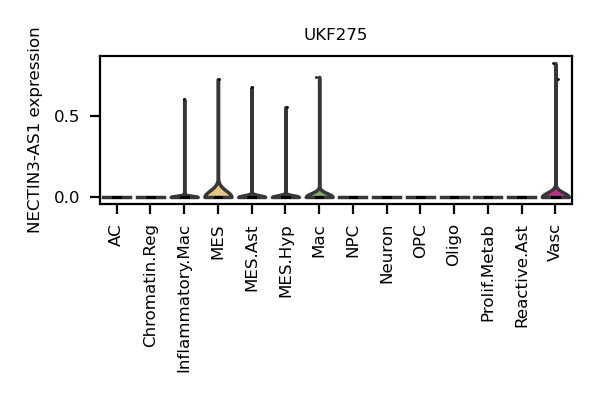 UKF275
NECTIN3-AS1 expression
0.5
0.0
AC
Chromatin.Reg
Inflammatory.Mac
MES
MES.Ast
MES.Hyp
Mac
NPC
Neuron
OPC
Oligo
Prolif.Metab
Reactive.Ast
Vasc